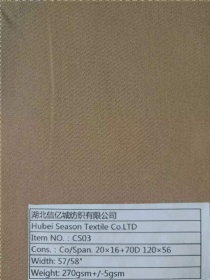 湖北信亿城纺织有限公司
Hubei Season Textile Co.LTD
Item NO. : CS03
Cons. : Co/Span. 20×16+70D 120×56
Width: 57/58"
Weight: 270gsm+/-5gsm